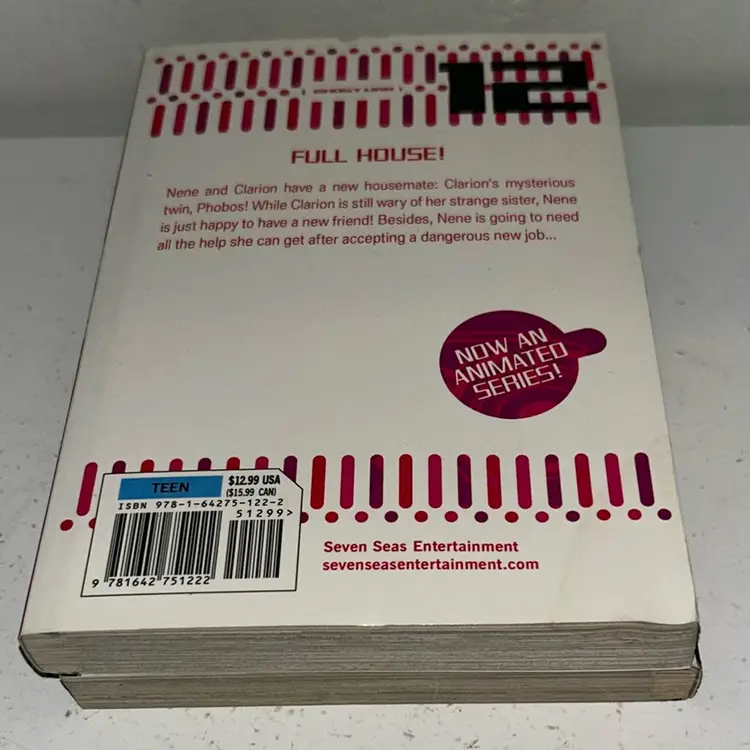 12
FULL HOUSE!
Nene and Clarion have a new housemate: Clarion's mysterious
twin, Phobos! While Clarion is still wary of her strange sister, Nene
is just happy to have a new friend! Besides, Nene is going to need
all the help she can get after accepting a dangerous new job...
NOW AN
ANIMATED
SERIES!
TEEN
$12.99 USA
($15.99 CAN)
ISBN 978-1-64275-122-2
51299>
9 781642 751222
Seven Seas Entertainment
sevenseasentertainment.com